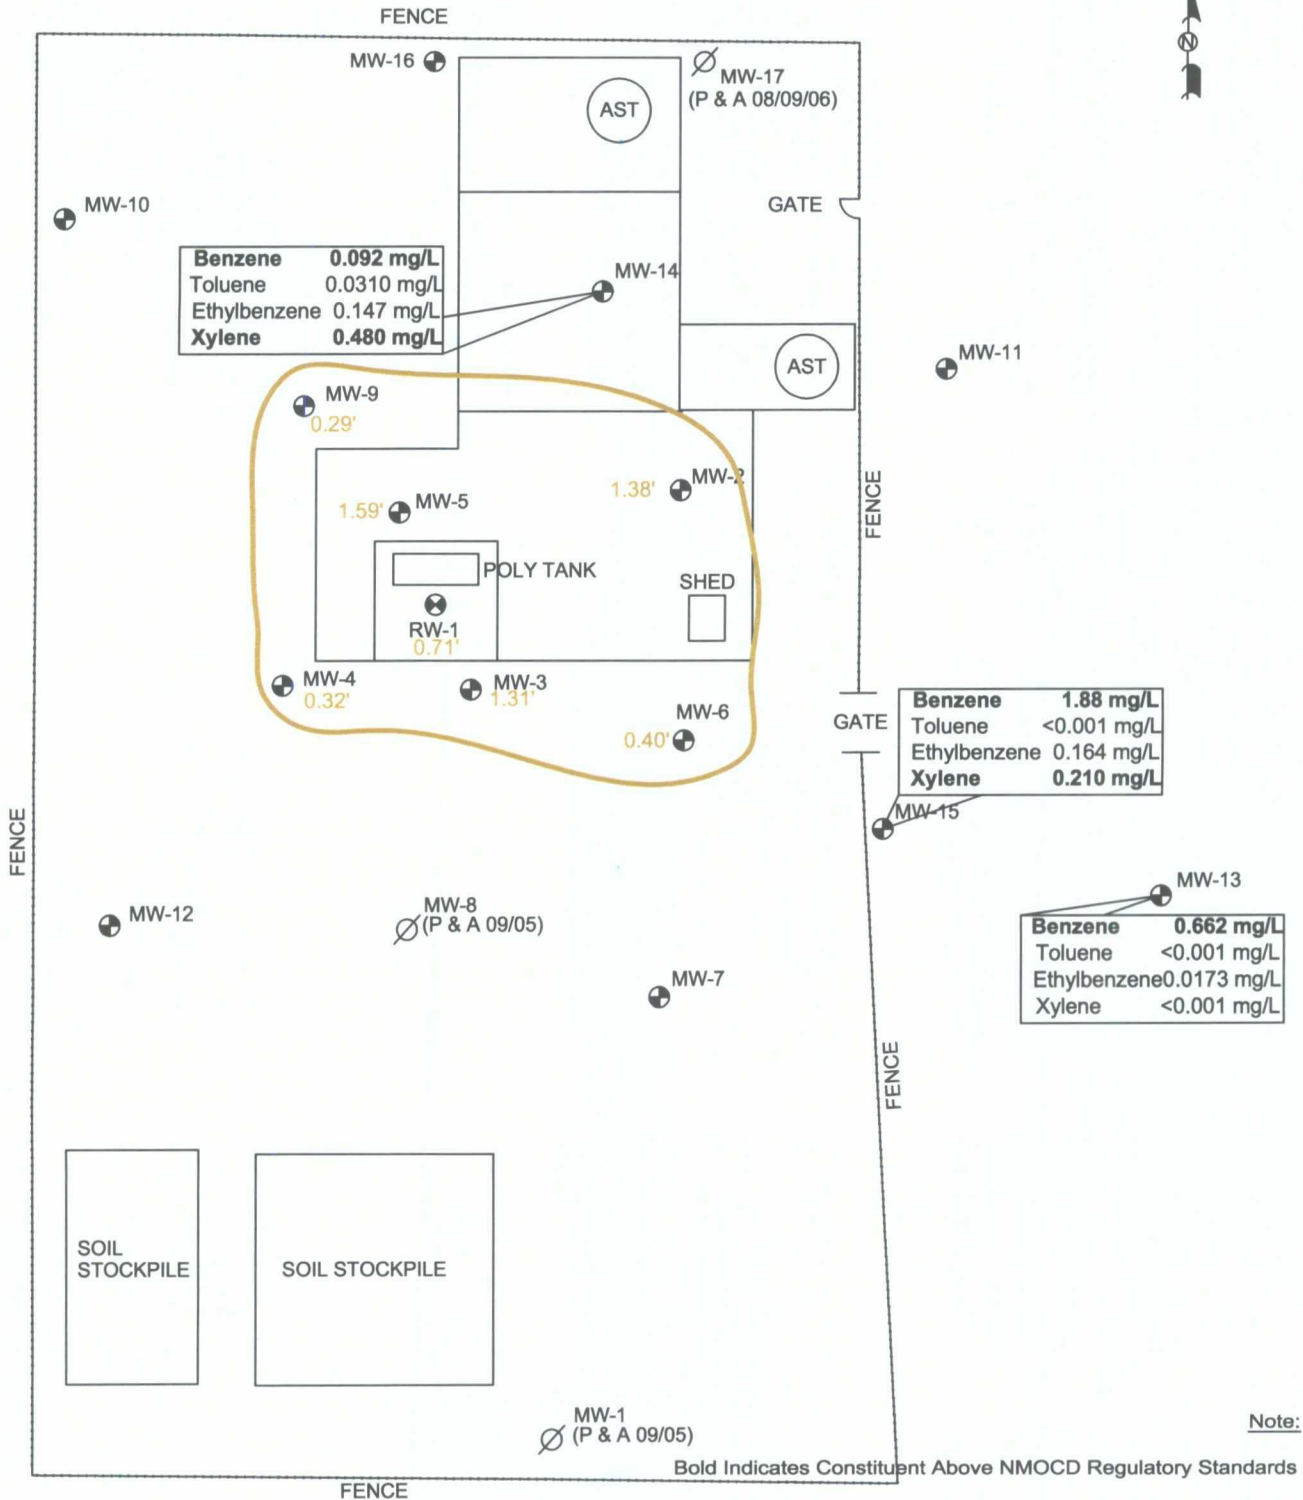 FENCE
N
MW-16
MW-17
(P & A 08/09/06)
AST
MW-10
GATE
Benzene 0.092 mg/L
Toluene 0.0310 mg/L
Ethylbenzene 0.147 mg/L
Xylene 0.480 mg/L
MW-14
AST
MW-11
MW-9
0.29'
1.59' MW-5
1.38' MW-2
FENCE
POLY TANK
SHED
RW-1
0.71'
MW-4
0.32'
MW-3
1.31'
MW-6
0.40'
GATE
Benzene 1.88 mg/L
Toluene <0.001 mg/L
Ethylbenzene 0.164 mg/L
Xylene 0.210 mg/L
MW-15
FENCE
MW-13
Benzene 0.662 mg/L
Toluene <0.001 mg/L
Ethylbenzene0.0173 mg/L
Xylene <0.001 mg/L
MW-12
MW-8
(P & A 09/05)
MW-7
FENCE
SOIL
STOCKPILE
SOIL STOCKPILE
MW-1
(P & A 09/05)
Note:
Bold Indicates Constituent Above NMOCD Regulatory Standards
FENCE